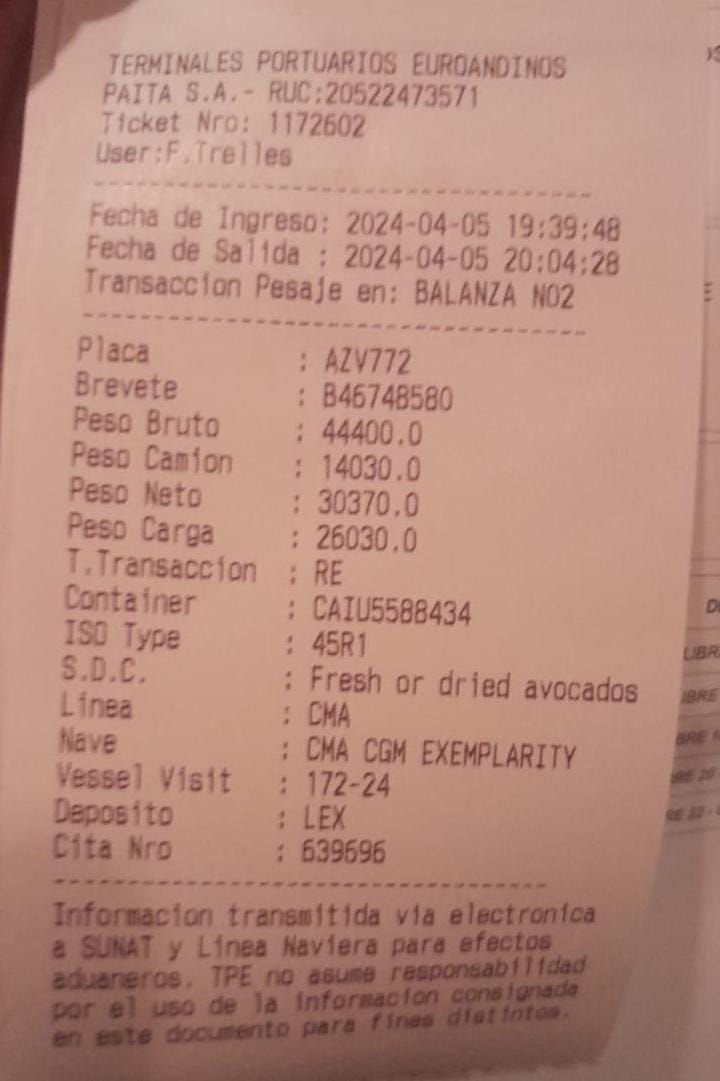 TERMINALES PORTUARIOS EUROANDINOS
PAITA S.A.- RUC:20522473571
Ticket Nro: 1172602
User:F.Trelles
Fecha de Ingreso: 2024-04-05 19:39:48
Fecha de Salida : 2024-04-05 20:04:28
Transaccion Pesaje en: BALANZA NO2
Placa : AZV772
Brevete : B46748580
Peso Bruto : 44400.0
Peso Camion : 14030.0
Peso Neto : 30370.0
Peso Carga : 26030.0
T.Transaccion : RE
Container : CAIU5588434
ISO Type : 45R1
S.D.C. : Fresh or dried avocados
Linea : CMA
Nave : CMA CGM EXEMPLARITY
Vessel Visit : 172-24
Deposito : LEX
Cita Nro : 639696
Informacion transmitida via electronica
a SUNAT y Linea Naviera para efectos
aduaneros. TPE no asume responsabilidad
por el uso de la informacion consignada
en este documento para fines distintos.